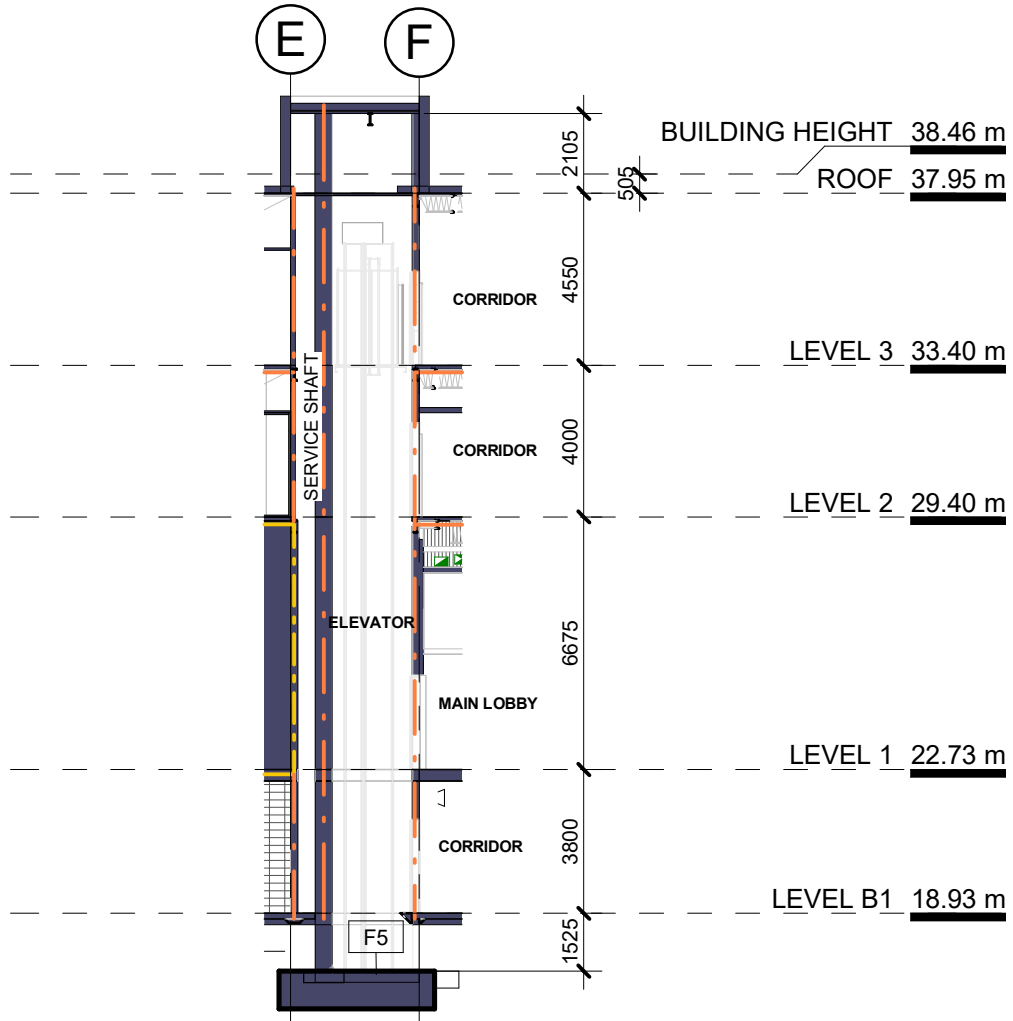 E F
BUILDING HEIGHT 38.46 m
2105
505
ROOF 37.95 m
CORRIDOR
4550
LEVEL 3 33.40 m
SERVICE SHAFT
CORRIDOR
4000
LEVEL 2 29.40 m
ELEVATOR
6675
MAIN LOBBY
LEVEL 1 22.73 m
CORRIDOR
3800
LEVEL B1 18.93 m
F5
1525